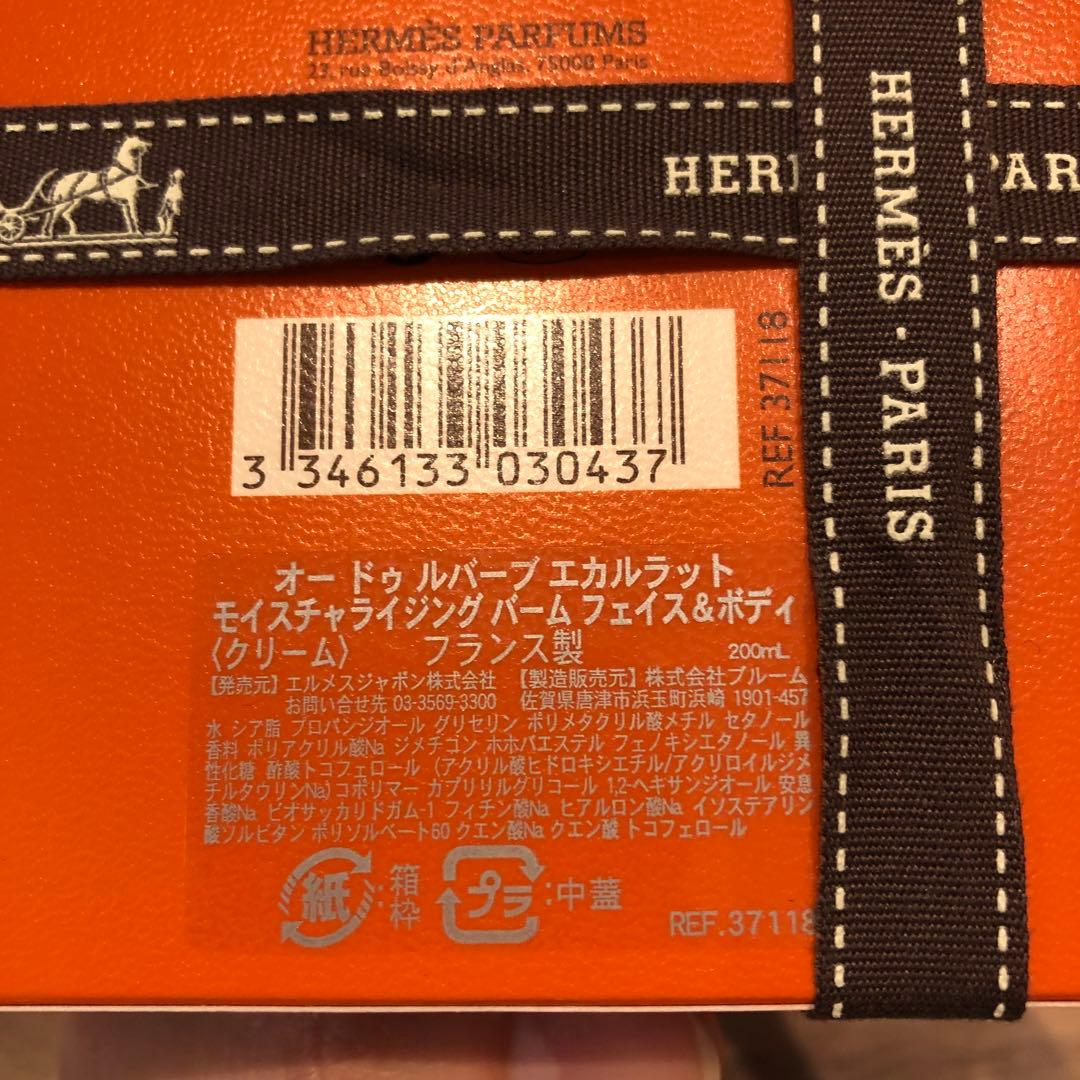 HERMÈS PARFUMS
23, rue Boissy d'Anglas, 75008 Paris
HER
PAR
HERMÈS · PARIS
3 346133 030437
REF 37118
オー ドゥ ルバーブ エカルラット
モイスチャライジング バーム フェイス&ボディ
〈クリーム〉 フランス製 200mL
【発売元】エルメスジャポン株式会社 【製造販売元】株式会社ブルーム
お問い合せ先 03-3569-3300 佐賀県唐津市浜玉町浜崎 1901-457
水 シア脂 プロパンジオール グリセリン ポリメタクリル酸メチル セタノール
香料 ポリアクリル酸Na ジメチコン ホホバエステル フェノキシエタノール 異
性化糖 酢酸トコフェロール （アクリル酸ヒドロキシエチル/アクリロイルジメ
チルタウリンNa）コポリマー カプリリルグリコール 1,2-ヘキサンジオール 安息
香酸Na ビオサッカリドガム-1 フィチン酸Na ヒアルロン酸Na イソステアリン
酸ソルビタン ポリソルベート60 クエン酸Na クエン酸 トコフェロール
紙:箱枠 プラ:中蓋
REF.37118